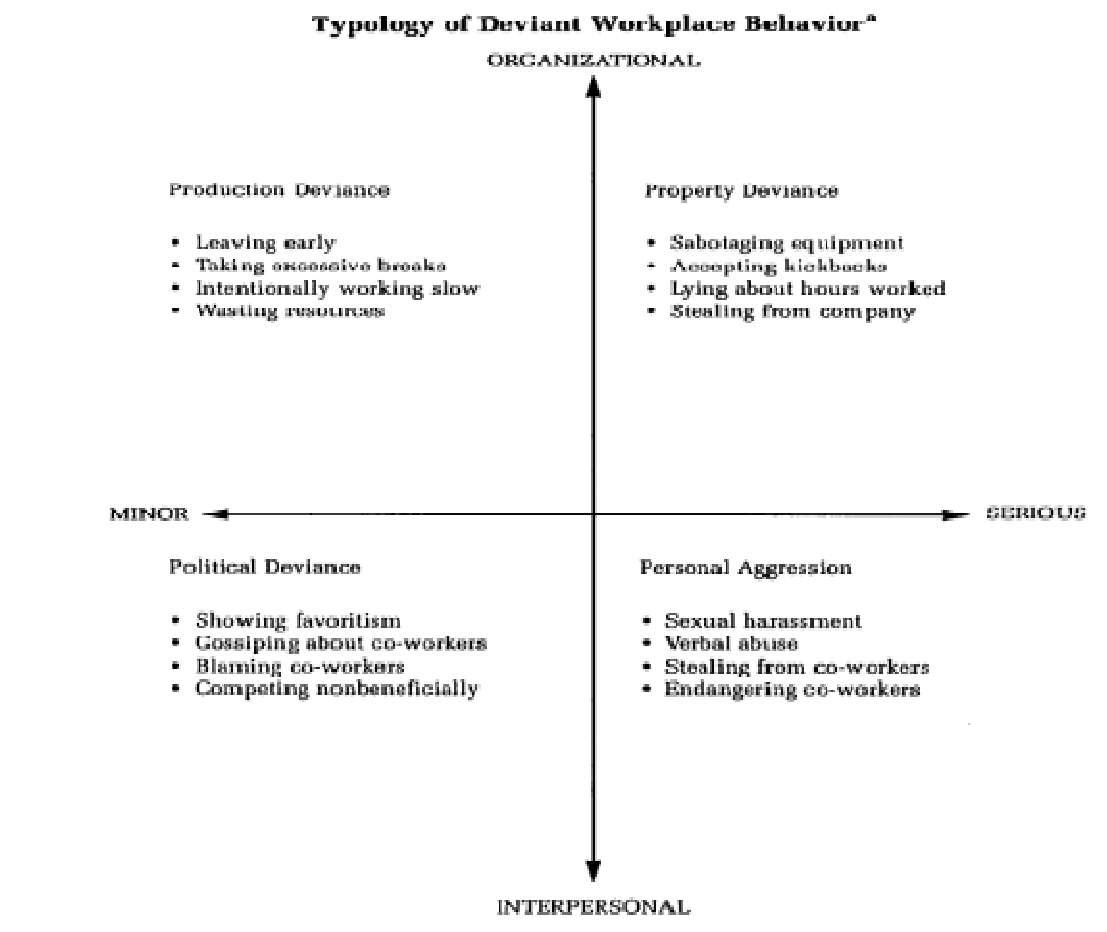 Typology of Deviant Workplace Behaviorᵃ
ORGANIZATIONAL
Production Deviance
• Leaving early
• Taking excessive breaks
• Intentionally working slow
• Wasting resources
Property Deviance
• Sabotaging equipment
• Accepting kickbacks
• Lying about hours worked
• Stealing from company
MINOR
SERIOUS
Political Deviance
• Showing favoritism
• Gossiping about co-workers
• Blaming co-workers
• Competing nonbeneficially
Personal Aggression
• Sexual harassment
• Verbal abuse
• Stealing from co-workers
• Endangering co-workers
INTERPERSONAL